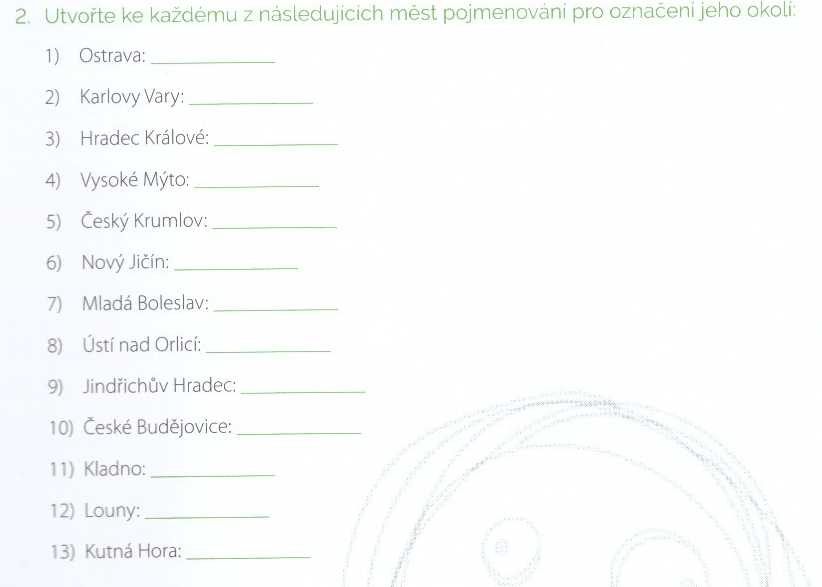 2. Utvořte ke každému z následujících měst pojmenování pro označení jeho okolí:
1) Ostrava: ____________
2) Karlovy Vary: ____________
3) Hradec Králové: ____________
4) Vysoké Mýto: ____________
5) Český Krumlov: ____________
6) Nový Jičín: ____________
7) Mladá Boleslav: ____________
8) Ústí nad Orlicí: ____________
9) Jindřichův Hradec: ____________
10) České Budějovice: ____________
11) Kladno: ____________
12) Louny: ____________
13) Kutná Hora: ____________